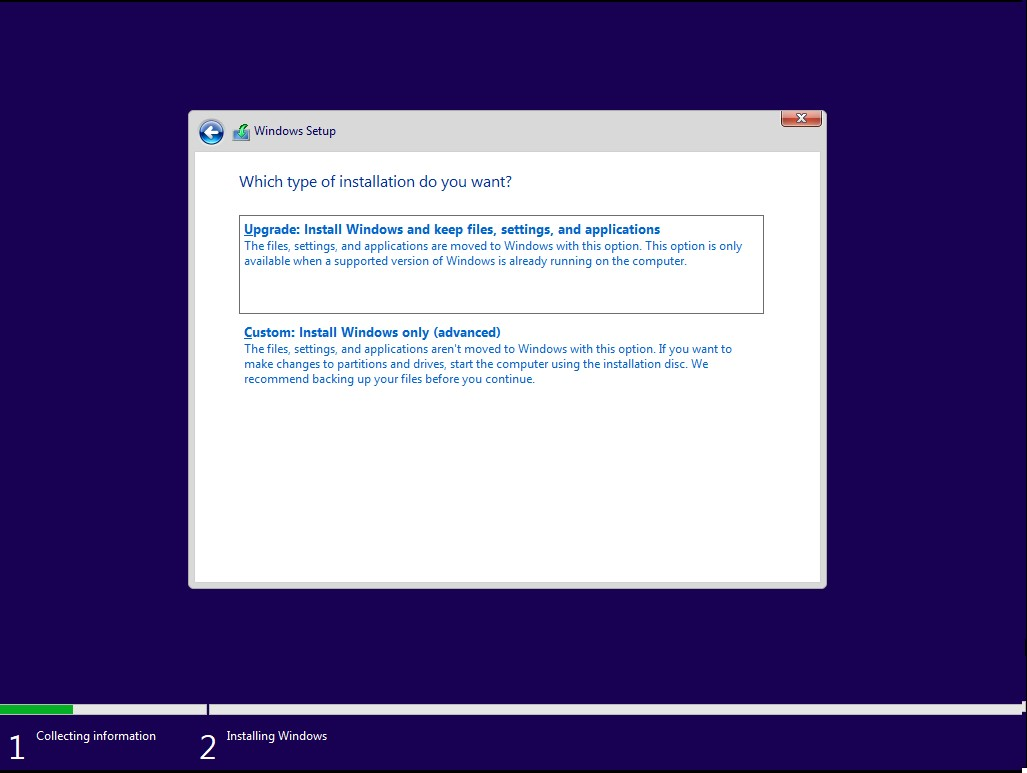 Windows Setup
Which type of installation do you want?
Upgrade: Install Windows and keep files, settings, and applications
The files, settings, and applications are moved to Windows with this option. This option is only
available when a supported version of Windows is already running on the computer.
Custom: Install Windows only (advanced)
The files, settings, and applications aren't moved to Windows with this option. If you want to
make changes to partitions and drives, start the computer using the installation disc. We
recommend backing up your files before you continue.
1 Collecting information 2 Installing Windows